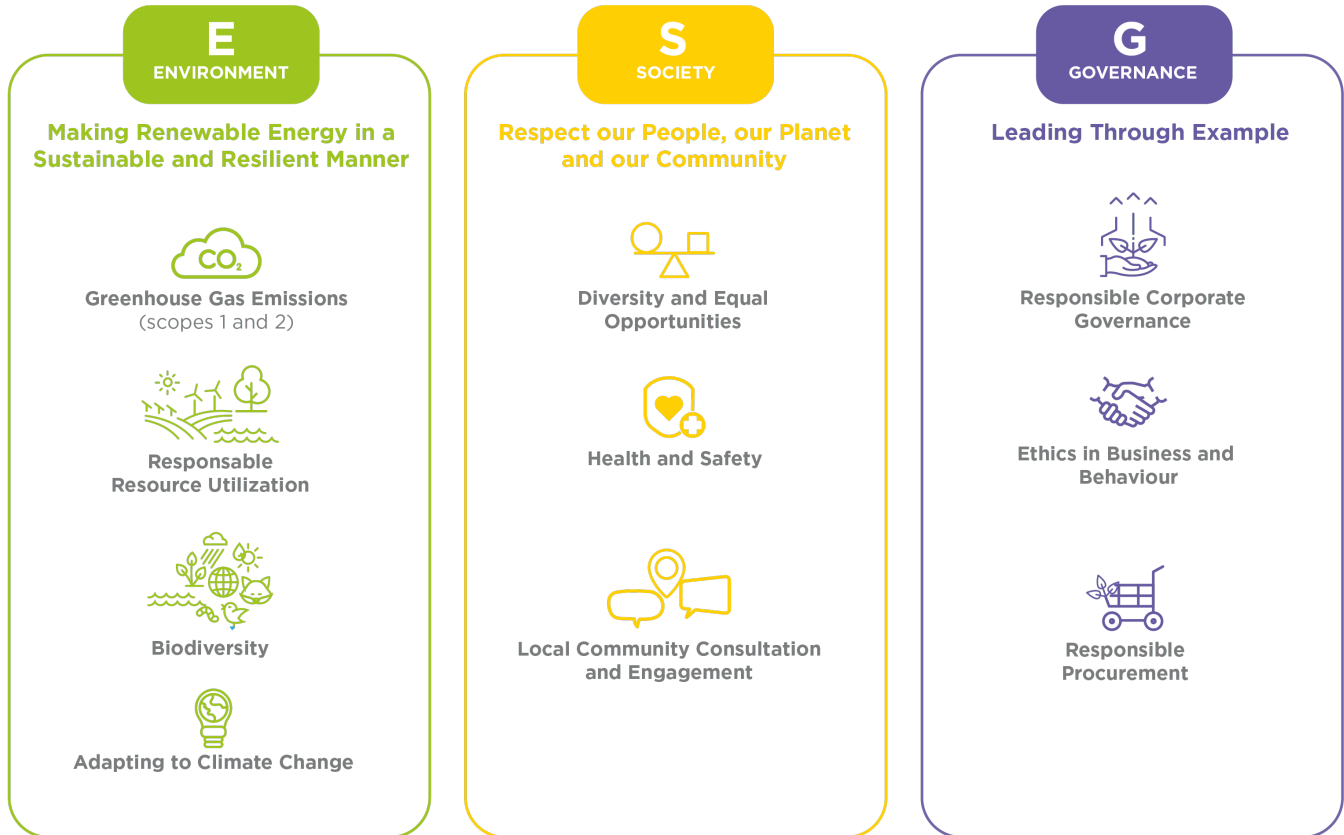 E
ENVIRONMENT
Making Renewable Energy in a
Sustainable and Resilient Manner
CO₂
Greenhouse Gas Emissions
(scopes 1 and 2)
Responsable
Resource Utilization
Biodiversity
Adapting to Climate Change
S
SOCIETY
Respect our People, our Planet
and our Community
Diversity and Equal
Opportunities
Health and Safety
Local Community Consultation
and Engagement
G
GOVERNANCE
Leading Through Example
Responsible Corporate
Governance
Ethics in Business and
Behaviour
Responsible
Procurement